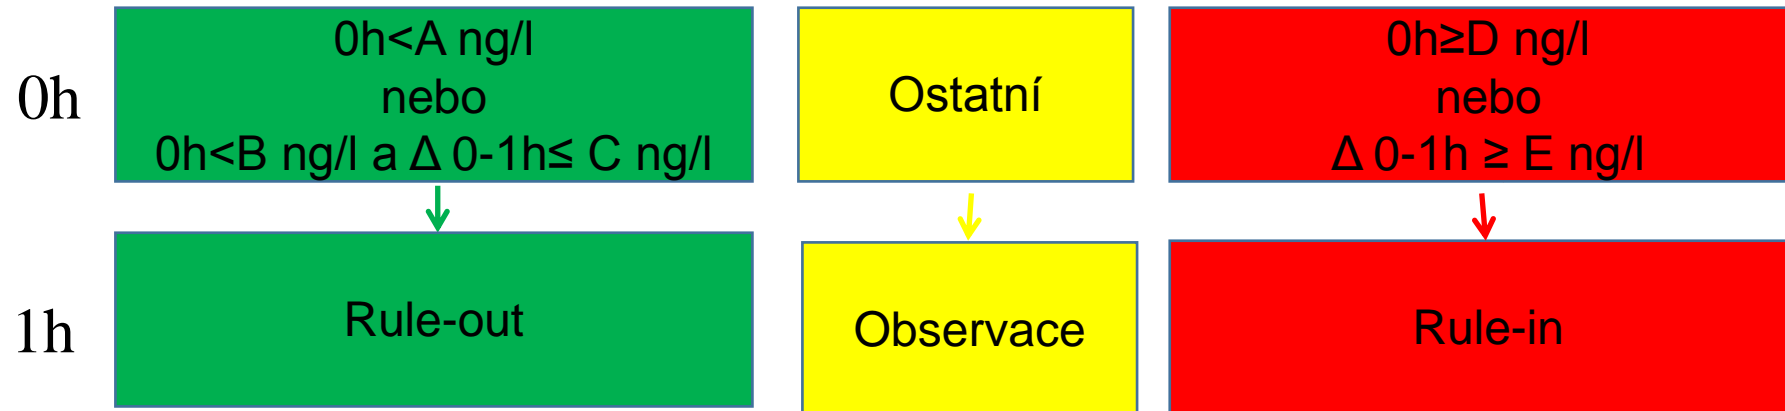 0h
0h<A ng/l
nebo
0h<B ng/l a Δ 0-1h≤ C ng/l
Ostatní
0h≥D ng/l
nebo
Δ 0-1h ≥ E ng/l
1h
Rule-out
Observace
Rule-in